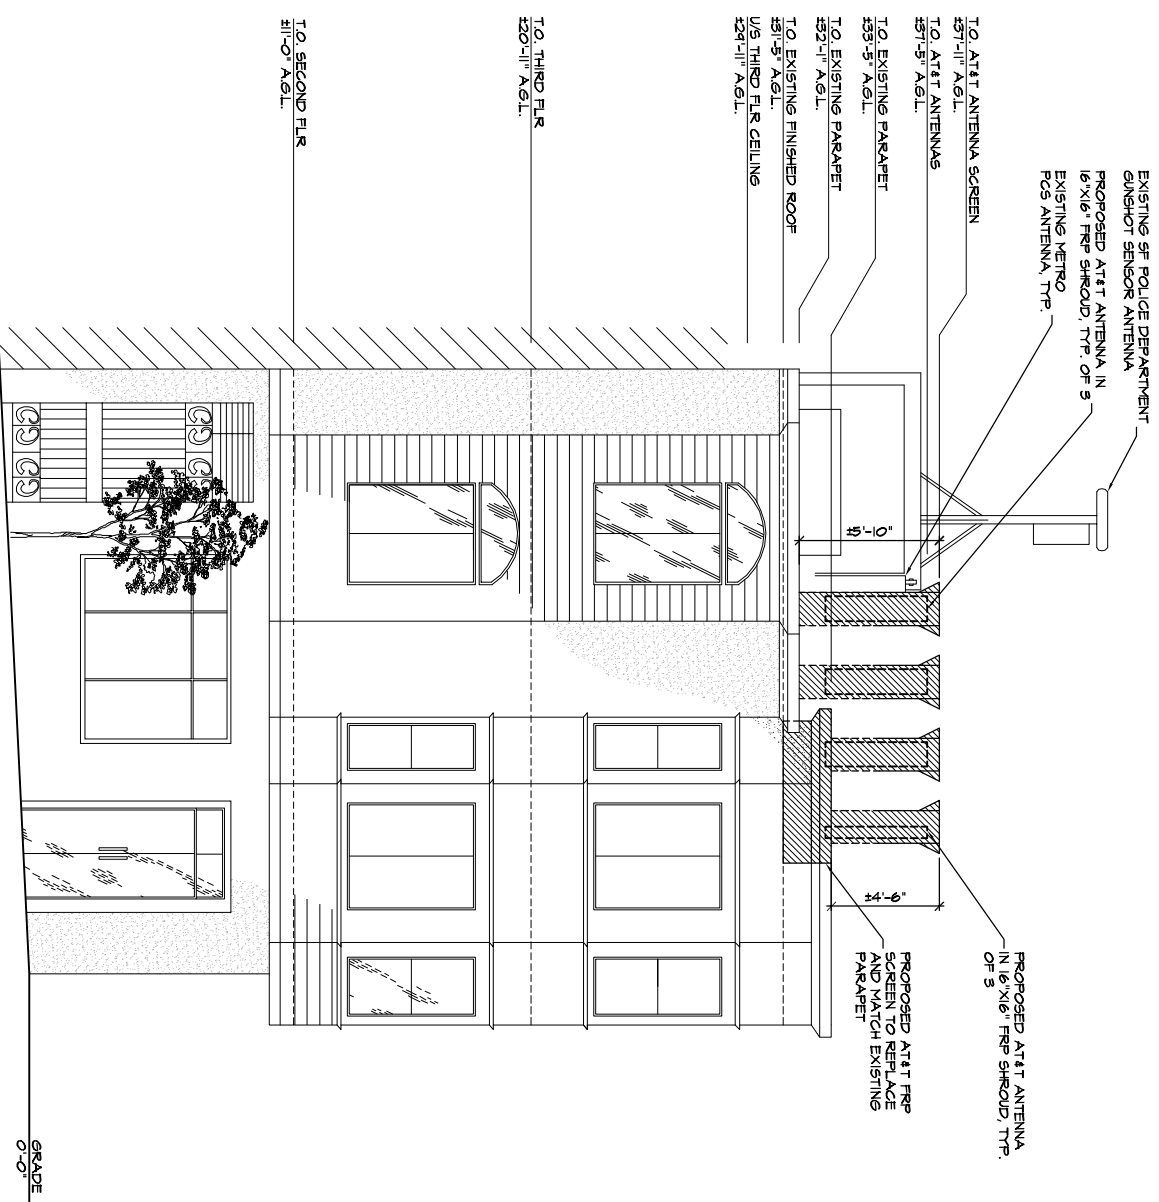 EXISTING SF POLICE DEPARTMENT
GUNSHOT SENSOR ANTENNA
PROPOSED AT&T ANTENNA IN
16"X16" FRP SHROUD, TYP. OF 3
EXISTING METRO
PCS ANTENNA, TYP.
T.O. AT&T ANTENNA SCREEN
±37'-11" A.G.L.
T.O. AT&T ANTENNAS
±37'-5" A.G.L.
T.O. EXISTING PARAPET
±33'-5" A.G.L.
T.O. EXISTING PARAPET
±32'-1" A.G.L.
T.O. EXISTING FINISHED ROOF
±31'-5" A.G.L.
U/S THIRD FLR CEILING
±29'-11" A.G.L.
T.O. THIRD FLR
±20'-11" A.G.L.
T.O. SECOND FLR
±11'-0" A.G.L.
±5'-10"
±4'-6"
PROPOSED AT&T ANTENNA
IN 16"X16" FRP SHROUD, TYP.
OF 3
PROPOSED AT&T FRP
SCREEN TO REPLACE
AND MATCH EXISTING
PARAPET
GRADE
0'-0"